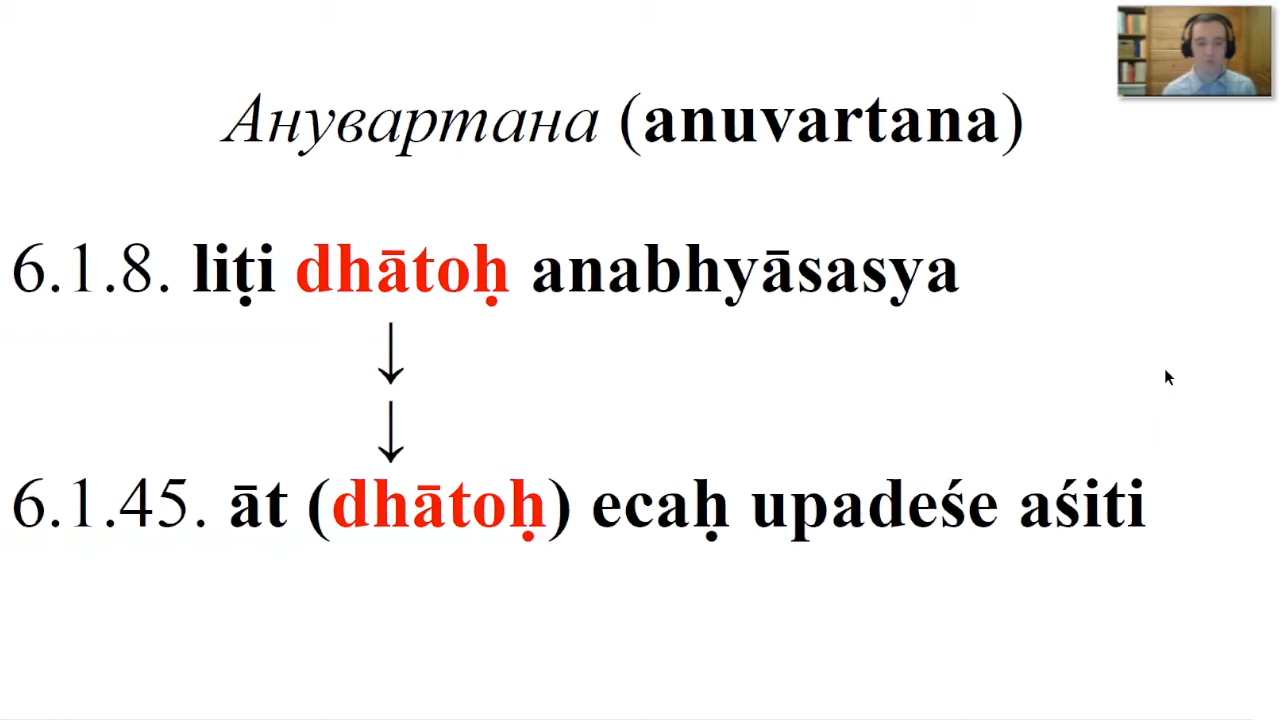 Анувартана (anuvartana)
6.1.8. liṭi dhātoḥ anabhyāsasya
↓
↓
6.1.45. āt (dhātoḥ) ecaḥ upadeśe aśiti